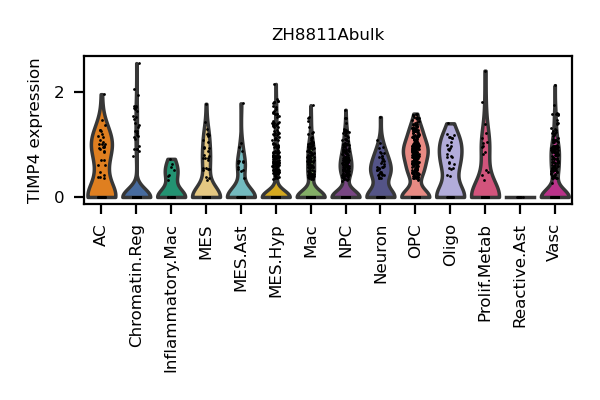 ZH8811Abulk
TIMP4 expression
2
0
AC
Chromatin.Reg
Inflammatory.Mac
MES
MES.Ast
MES.Hyp
Mac
NPC
Neuron
OPC
Oligo
Prolif.Metab
Reactive.Ast
Vasc